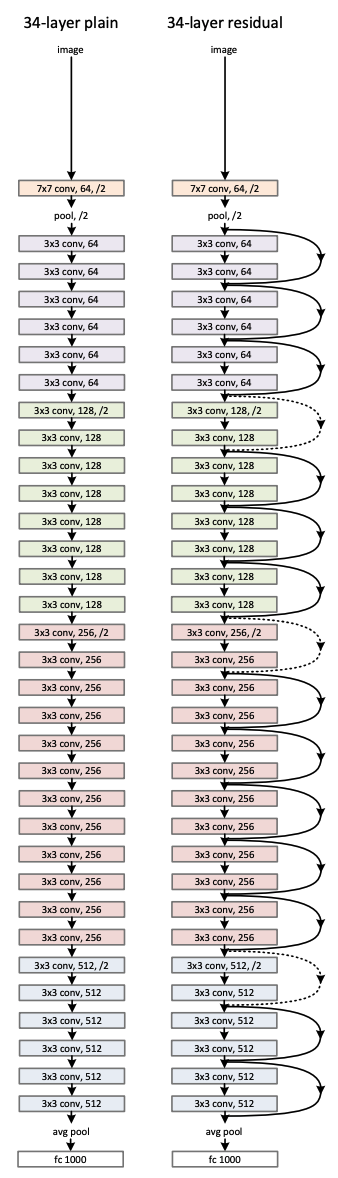 34-layer plain
image
7x7 conv, 64, /2
pool, /2
3x3 conv, 64
3x3 conv, 64
3x3 conv, 64
3x3 conv, 64
3x3 conv, 64
3x3 conv, 64
3x3 conv, 128, /2
3x3 conv, 128
3x3 conv, 128
3x3 conv, 128
3x3 conv, 128
3x3 conv, 128
3x3 conv, 128
3x3 conv, 128
3x3 conv, 256, /2
3x3 conv, 256
3x3 conv, 256
3x3 conv, 256
3x3 conv, 256
3x3 conv, 256
3x3 conv, 256
3x3 conv, 256
3x3 conv, 256
3x3 conv, 256
3x3 conv, 256
3x3 conv, 256
3x3 conv, 512, /2
3x3 conv, 512
3x3 conv, 512
3x3 conv, 512
3x3 conv, 512
3x3 conv, 512
avg pool
fc 1000
34-layer residual
image
7x7 conv, 64, /2
pool, /2
3x3 conv, 64
3x3 conv, 64
3x3 conv, 64
3x3 conv, 64
3x3 conv, 64
3x3 conv, 64
3x3 conv, 128, /2
3x3 conv, 128
3x3 conv, 128
3x3 conv, 128
3x3 conv, 128
3x3 conv, 128
3x3 conv, 128
3x3 conv, 128
3x3 conv, 256, /2
3x3 conv, 256
3x3 conv, 256
3x3 conv, 256
3x3 conv, 256
3x3 conv, 256
3x3 conv, 256
3x3 conv, 256
3x3 conv, 256
3x3 conv, 256
3x3 conv, 256
3x3 conv, 256
3x3 conv, 512, /2
3x3 conv, 512
3x3 conv, 512
3x3 conv, 512
3x3 conv, 512
3x3 conv, 512
avg pool
fc 1000